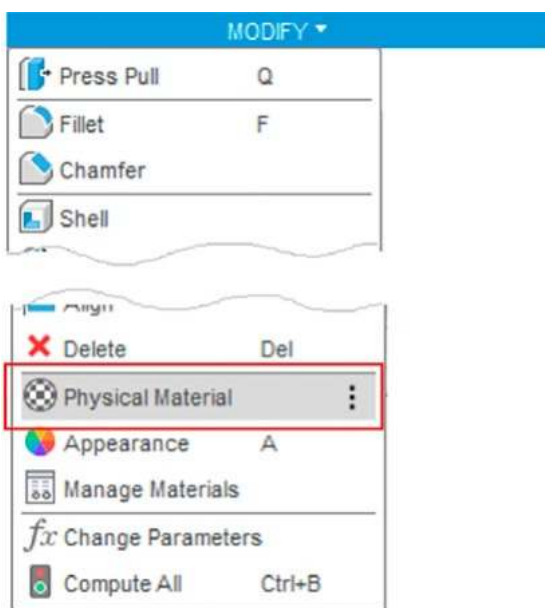 MODIFY
Press Pull Q
Fillet F
Chamfer
Shell
Align
Delete Del
Physical Material
Appearance A
Manage Materials
fx Change Parameters
Compute All Ctrl+B